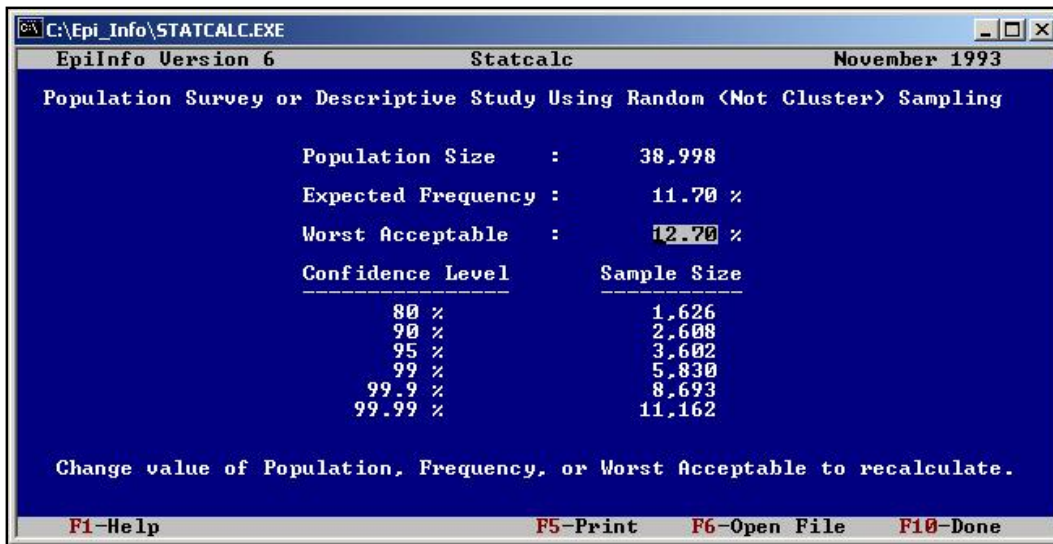 C:\Epi_Info\STATCALC.EXE
EpiInfo Version 6 Statcalc November 1993
Population Survey or Descriptive Study Using Random (Not Cluster) Sampling
Population Size : 38,998
Expected Frequency : 11.70 %
Worst Acceptable : 12.70 %
Confidence Level Sample Size
80 % 1,626
90 % 2,608
95 % 3,602
99 % 5,830
99.9 % 8,693
99.99 % 11,162
Change value of Population, Frequency, or Worst Acceptable to recalculate.
F1-Help F5-Print F6-Open File F10-Done